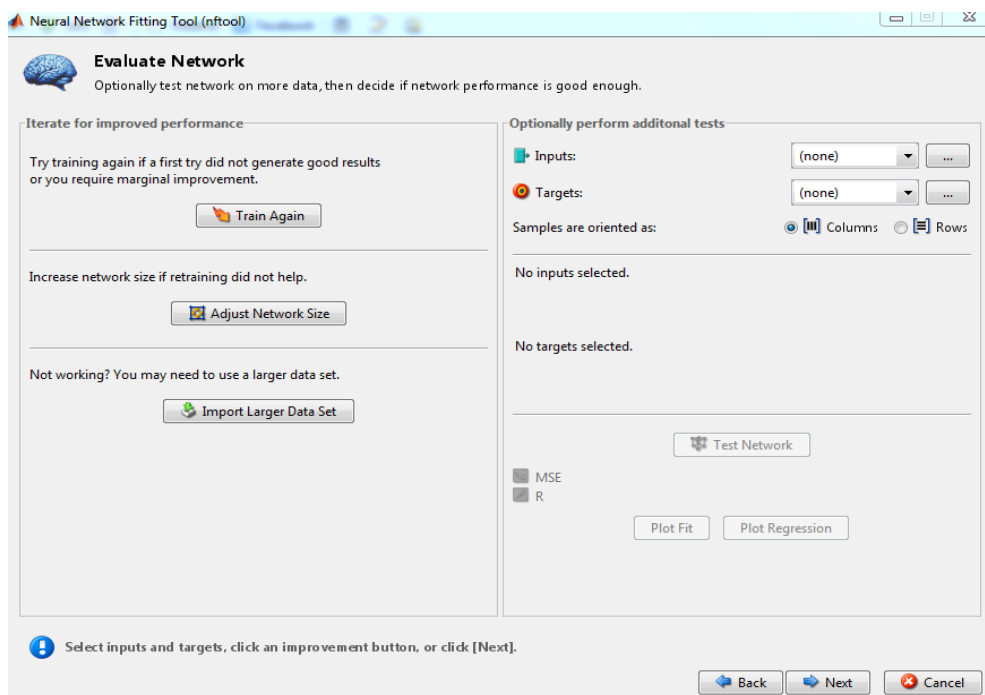 Neural Network Fitting Tool (nftool)
Evaluate Network
Optionally test network on more data, then decide if network performance is good enough.
Iterate for improved performance
Try training again if a first try did not generate good results
or you require marginal improvement.
Train Again
Increase network size if retraining did not help.
Adjust Network Size
Not working? You may need to use a larger data set.
Import Larger Data Set
Optionally perform additonal tests
Inputs: (none) ...
Targets: (none) ...
Samples are oriented as: Columns Rows
No inputs selected.
No targets selected.
Test Network
MSE
R
Plot Fit Plot Regression
Select inputs and targets, click an improvement button, or click [Next].
Back Next Cancel